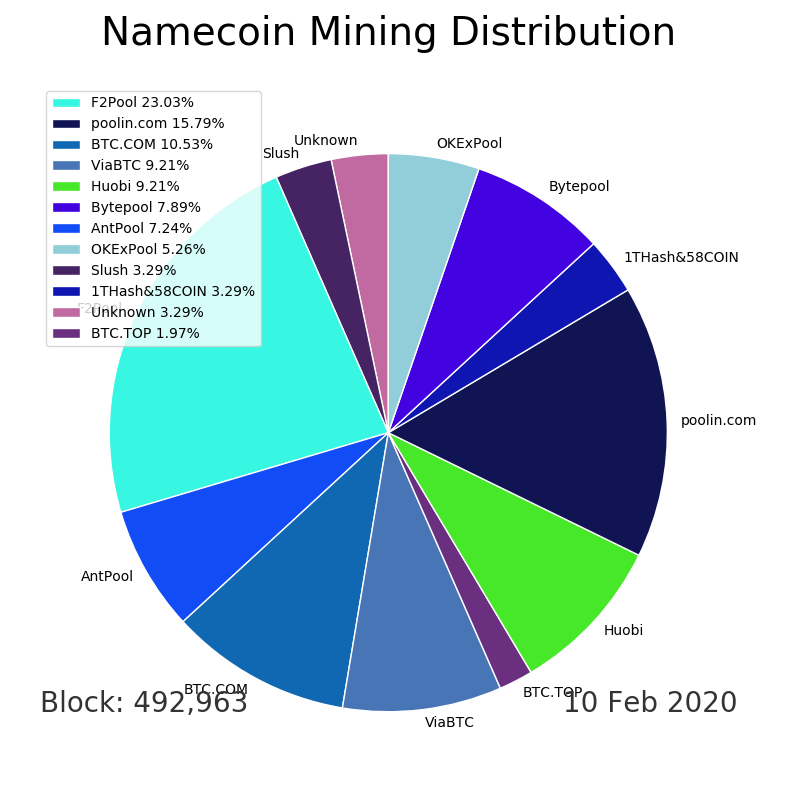 Namecoin Mining Distribution
F2Pool 23.03%
poolin.com 15.79%
BTC.COM 10.53%
ViaBTC 9.21%
Huobi 9.21%
Bytepool 7.89%
AntPool 7.24%
OKExPool 5.26%
Slush 3.29%
1THash&58COIN 3.29%
Unknown 3.29%
BTC.TOP 1.97%
Unknown
OKExPool
Slush
Bytepool
1THash&58COIN
F2Pool
poolin.com
AntPool
Huobi
BTC.COM
BTC.TOP
ViaBTC
Block: 492,963
10 Feb 2020